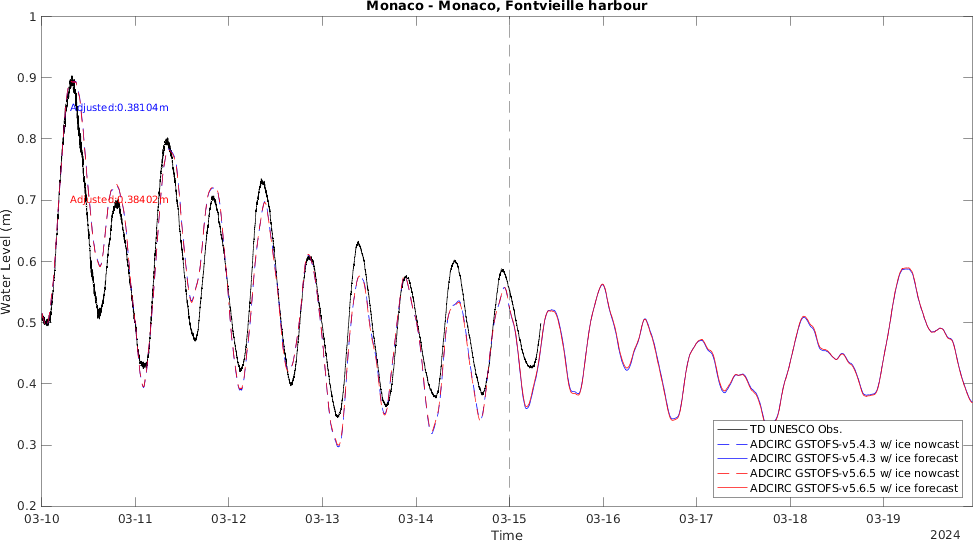 Monaco - Monaco, Fontvieille harbour
1
0.9
Adjusted:0.38104m
0.8
0.7
Adjusted:0.38402m
0.6
Water Level (m)
0.5
0.4
0.3
0.2
TD UNESCO Obs.
ADCIRC GSTOFS-v5.4.3 w/ ice nowcast
ADCIRC GSTOFS-v5.4.3 w/ ice forecast
ADCIRC GSTOFS-v5.6.5 w/ ice nowcast
ADCIRC GSTOFS-v5.6.5 w/ ice forecast
03-10 03-11 03-12 03-13 03-14 03-15 03-16 03-17 03-18 03-19
Time
2024